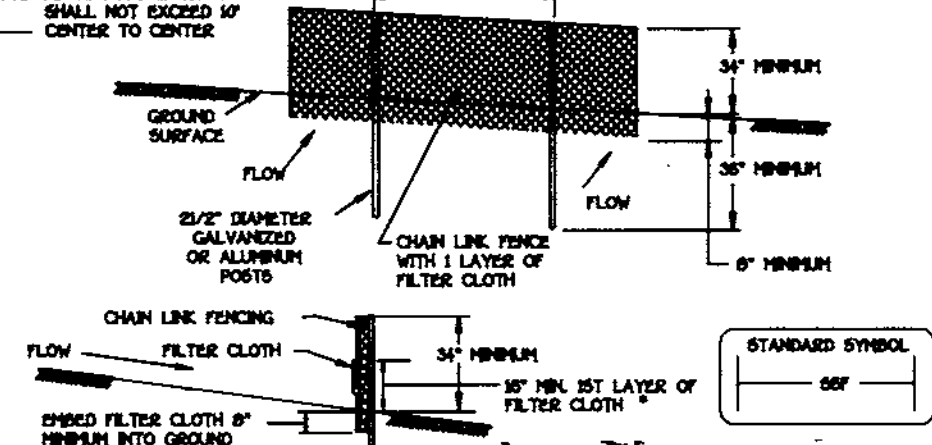 SHALL NOT EXCEED 10'
CENTER TO CENTER
34" MINIMUM
GROUND
SURFACE
FLOW
36" MINIMUM
FLOW
21/2" DIAMETER
GALVANIZED
OR ALUMINUM
POSTS
CHAIN LINK FENCE
WITH 1 LAYER OF
FILTER CLOTH
8" MINIMUM
CHAIN LINK FENCING
FLOW
FILTER CLOTH
34" MINIMUM
16" MIN. 1ST LAYER OF
FILTER CLOTH *
EMBED FILTER CLOTH 8"
MINIMUM INTO GROUND
STANDARD SYMBOL
SSF